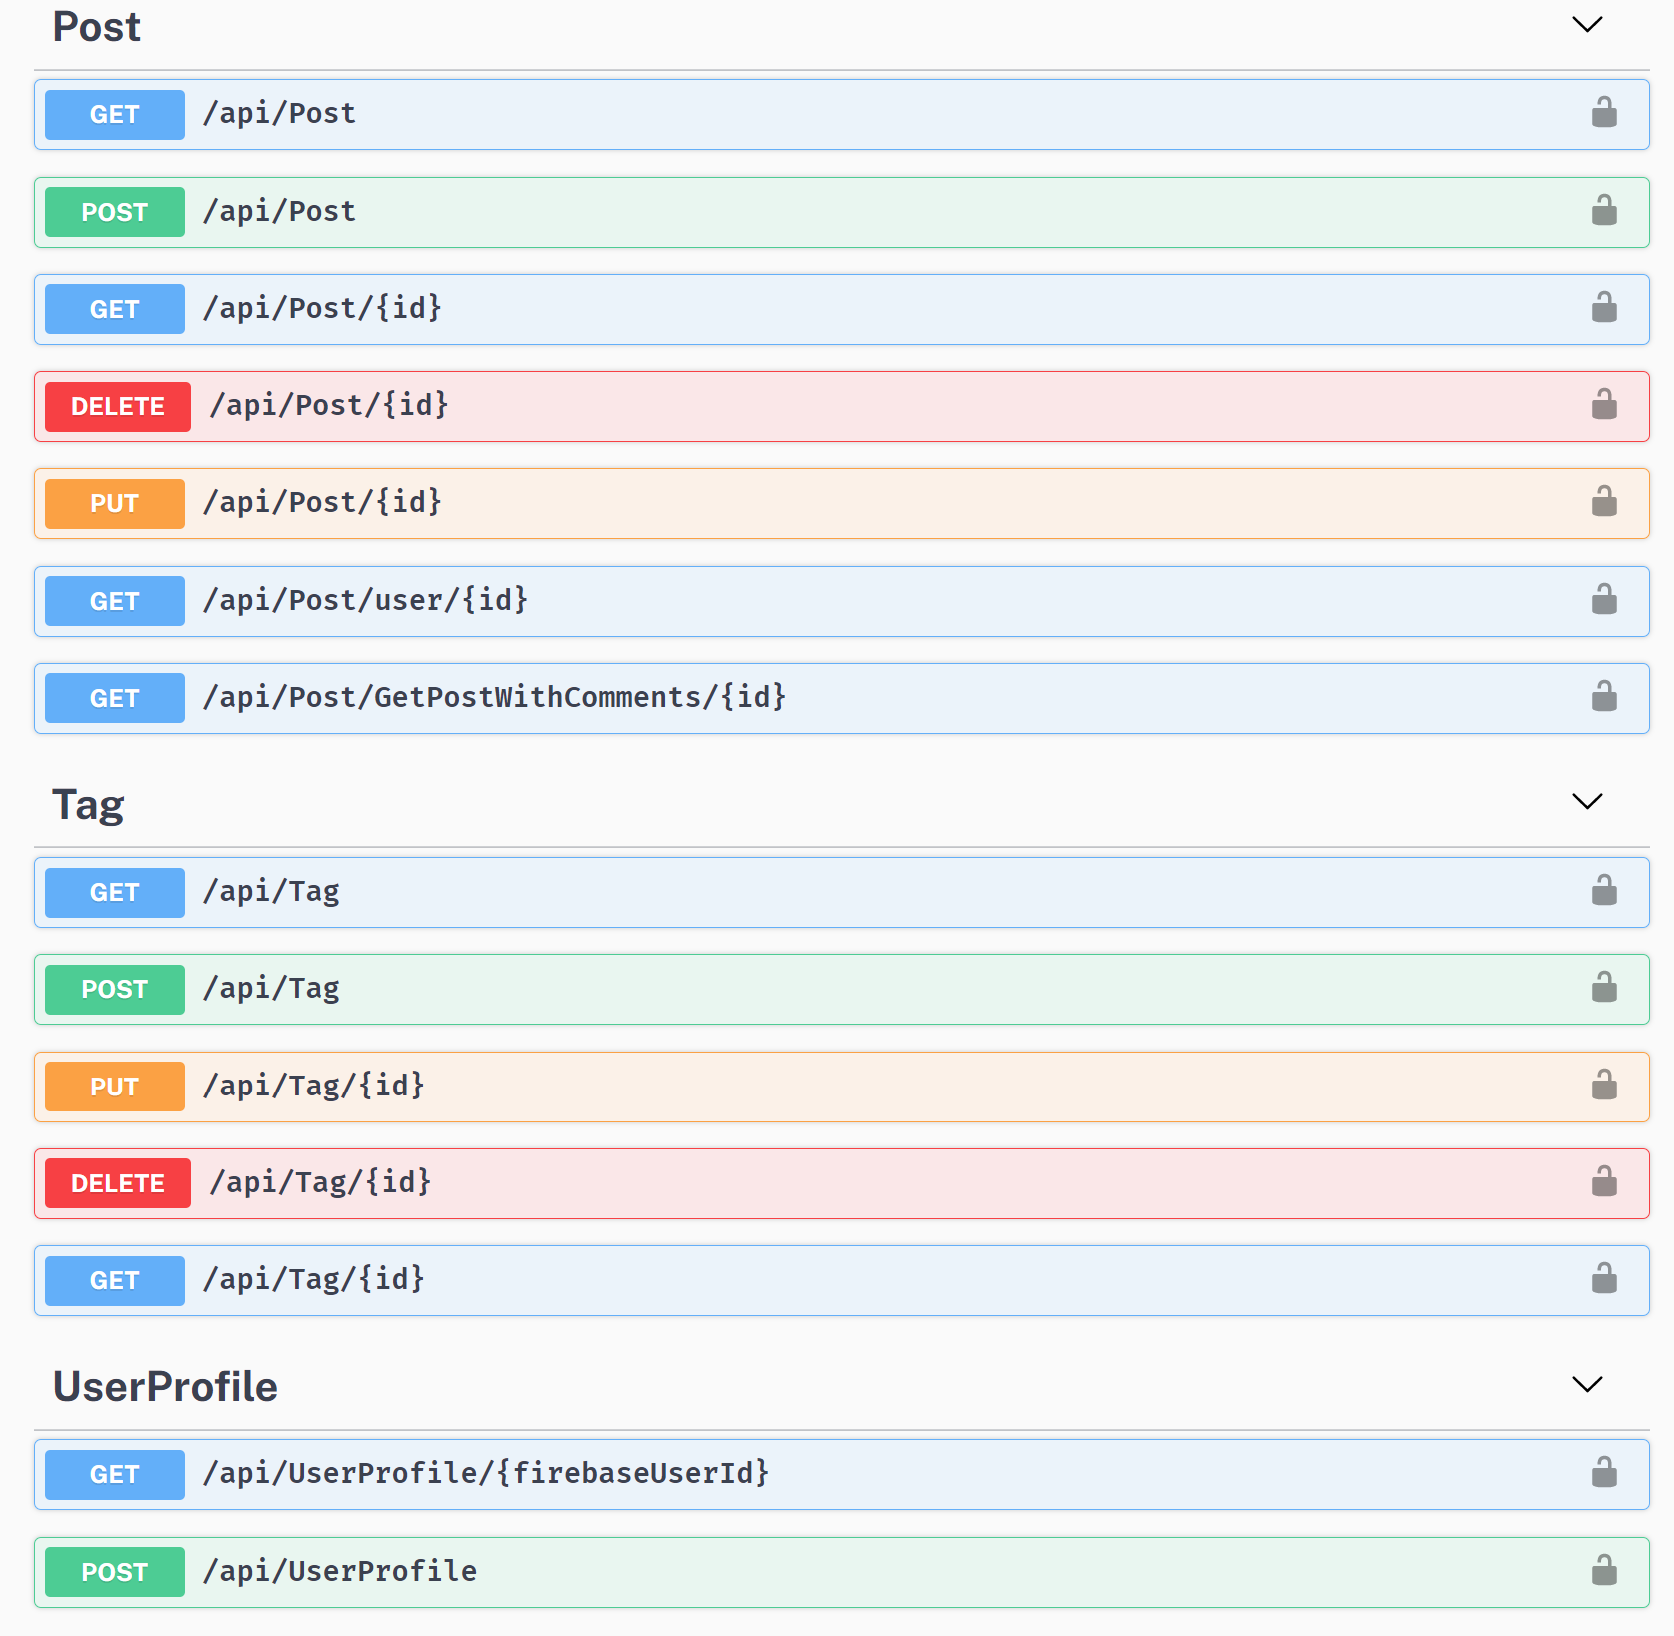 Post
GET /api/Post
POST /api/Post
GET /api/Post/{id}
DELETE /api/Post/{id}
PUT /api/Post/{id}
GET /api/Post/user/{id}
GET /api/Post/GetPostWithComments/{id}
Tag
GET /api/Tag
POST /api/Tag
PUT /api/Tag/{id}
DELETE /api/Tag/{id}
GET /api/Tag/{id}
UserProfile
GET /api/UserProfile/{firebaseUserId}
POST /api/UserProfile